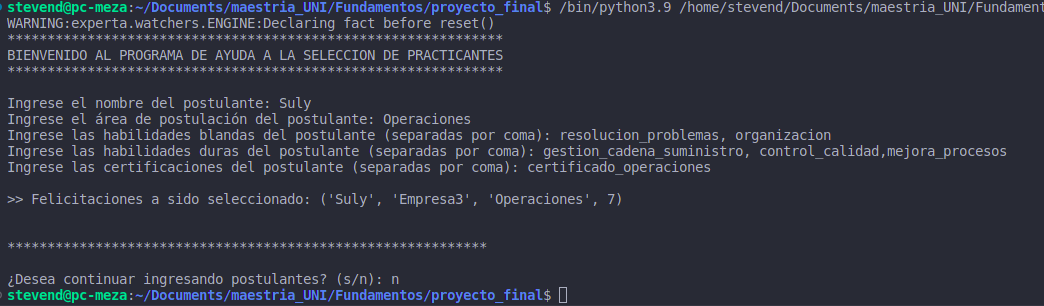 stevend@pc-meza:~/Documents/maestria_UNI/Fundamentos/proyecto_final$ /bin/python3.9 /home/stevend/Documents/maestria_UNI/Fundament
WARNING:experta.watchers.ENGINE:Declaring fact before reset()
**************************************************************
BIENVENIDO AL PROGRAMA DE AYUDA A LA SELECCION DE PRACTICANTES
**************************************************************
Ingrese el nombre del postulante: Suly
Ingrese el área de postulación del postulante: Operaciones
Ingrese las habilidades blandas del postulante (separadas por coma): resolucion_problemas, organizacion
Ingrese las habilidades duras del postulante (separadas por coma): gestion_cadena_suministro, control_calidad,mejora_procesos
Ingrese las certificaciones del postulante (separadas por coma): certificado_operaciones
>> Felicitaciones a sido seleccionado: ('Suly', 'Empresa3', 'Operaciones', 7)
************************************************************
¿Desea continuar ingresando postulantes? (s/n): n
stevend@pc-meza:~/Documents/maestria_UNI/Fundamentos/proyecto_final$